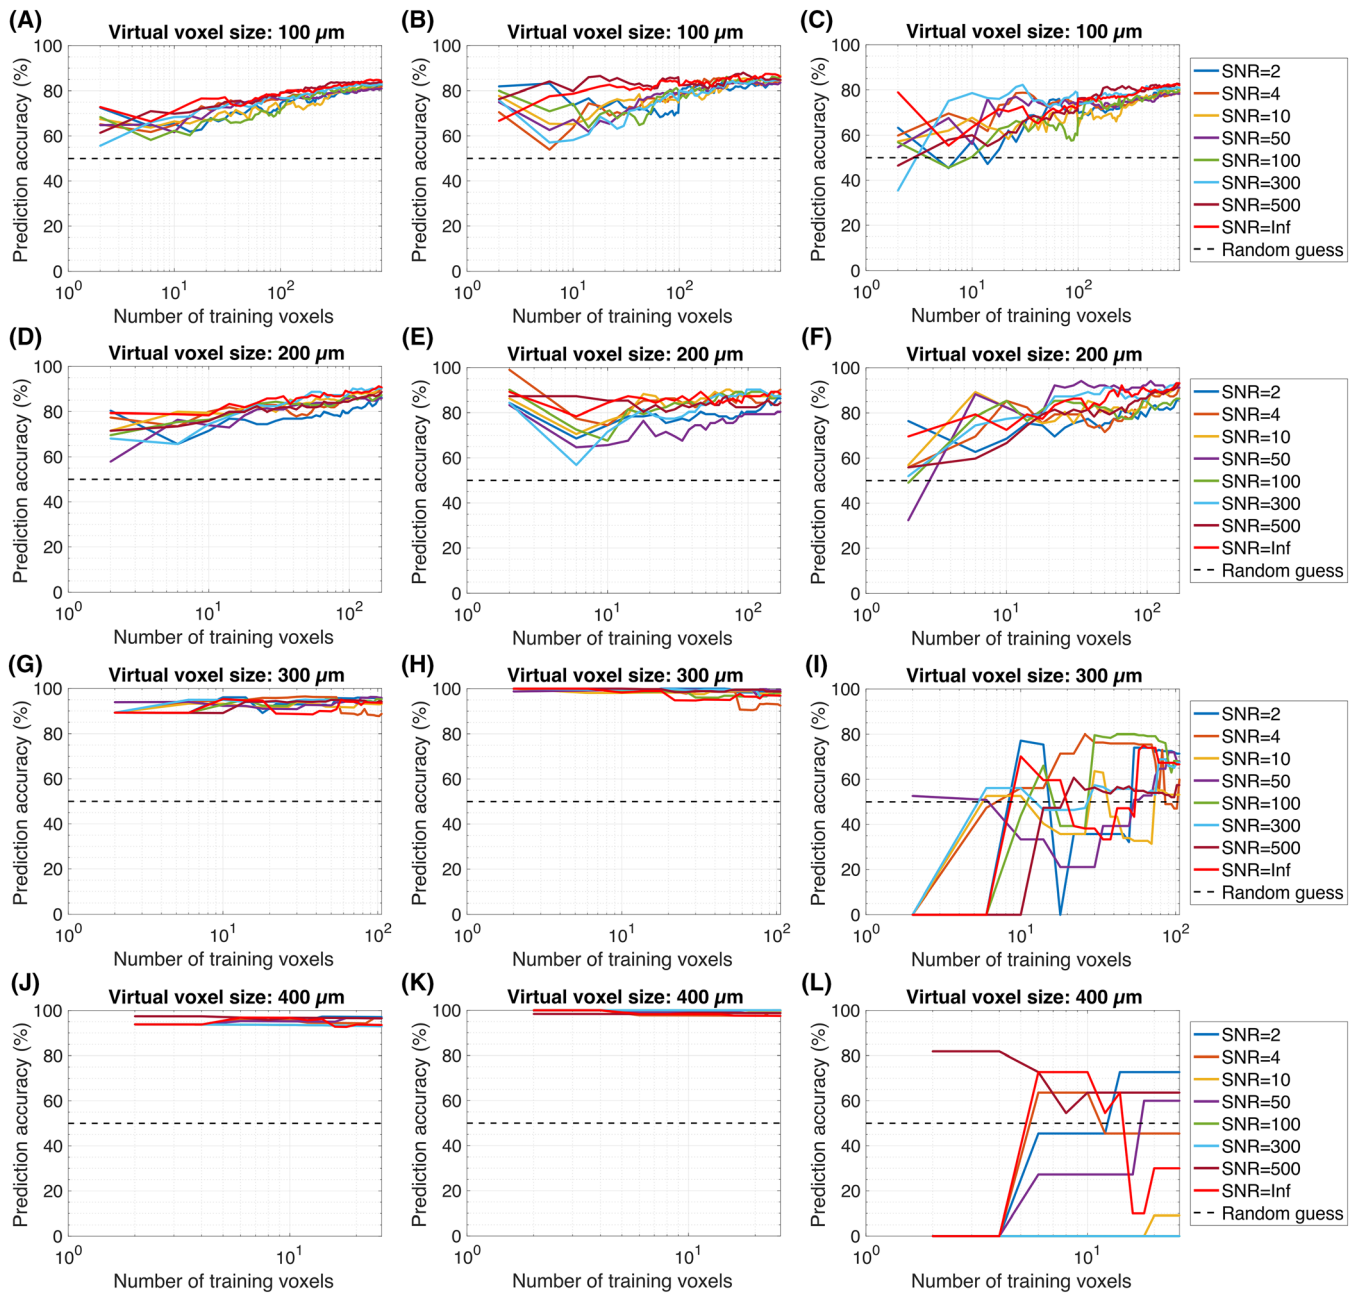 (A)
Virtual voxel size: 100 μm
Prediction accuracy (%)
100
80
60
40
20
0
10^0
10^1
10^2
Number of training voxels
(B)
Virtual voxel size: 100 μm
Prediction accuracy (%)
100
80
60
40
20
0
10^0
10^1
10^2
Number of training voxels
(C)
Virtual voxel size: 100 μm
Prediction accuracy (%)
100
80
60
40
20
0
10^0
10^1
10^2
Number of training voxels
SNR=2
SNR=4
SNR=10
SNR=50
SNR=100
SNR=300
SNR=500
SNR=Inf
Random guess
(D)
Virtual voxel size: 200 μm
Prediction accuracy (%)
100
80
60
40
20
0
10^0
10^1
10^2
Number of training voxels
(E)
Virtual voxel size: 200 μm
Prediction accuracy (%)
100
80
60
40
20
0
10^0
10^1
10^2
Number of training voxels
(F)
Virtual voxel size: 200 μm
Prediction accuracy (%)
100
80
60
40
20
0
10^0
10^1
10^2
Number of training voxels
SNR=2
SNR=4
SNR=10
SNR=50
SNR=100
SNR=300
SNR=500
SNR=Inf
Random guess
(G)
Virtual voxel size: 300 μm
Prediction accuracy (%)
100
80
60
40
20
0
10^0
10^1
10^2
Number of training voxels
(H)
Virtual voxel size: 300 μm
Prediction accuracy (%)
100
80
60
40
20
0
10^0
10^1
10^2
Number of training voxels
(I)
Virtual voxel size: 300 μm
Prediction accuracy (%)
100
80
60
40
20
0
10^0
10^1
10^2
Number of training voxels
SNR=2
SNR=4
SNR=10
SNR=50
SNR=100
SNR=300
SNR=500
SNR=Inf
Random guess
(J)
Virtual voxel size: 400 μm
Prediction accuracy (%)
100
80
60
40
20
0
10^0
10^1
Number of training voxels
(K)
Virtual voxel size: 400 μm
Prediction accuracy (%)
100
80
60
40
20
0
10^0
10^1
Number of training voxels
(L)
Virtual voxel size: 400 μm
Prediction accuracy (%)
100
80
60
40
20
0
10^0
10^1
Number of training voxels
SNR=2
SNR=4
SNR=10
SNR=50
SNR=100
SNR=300
SNR=500
SNR=Inf
Random guess